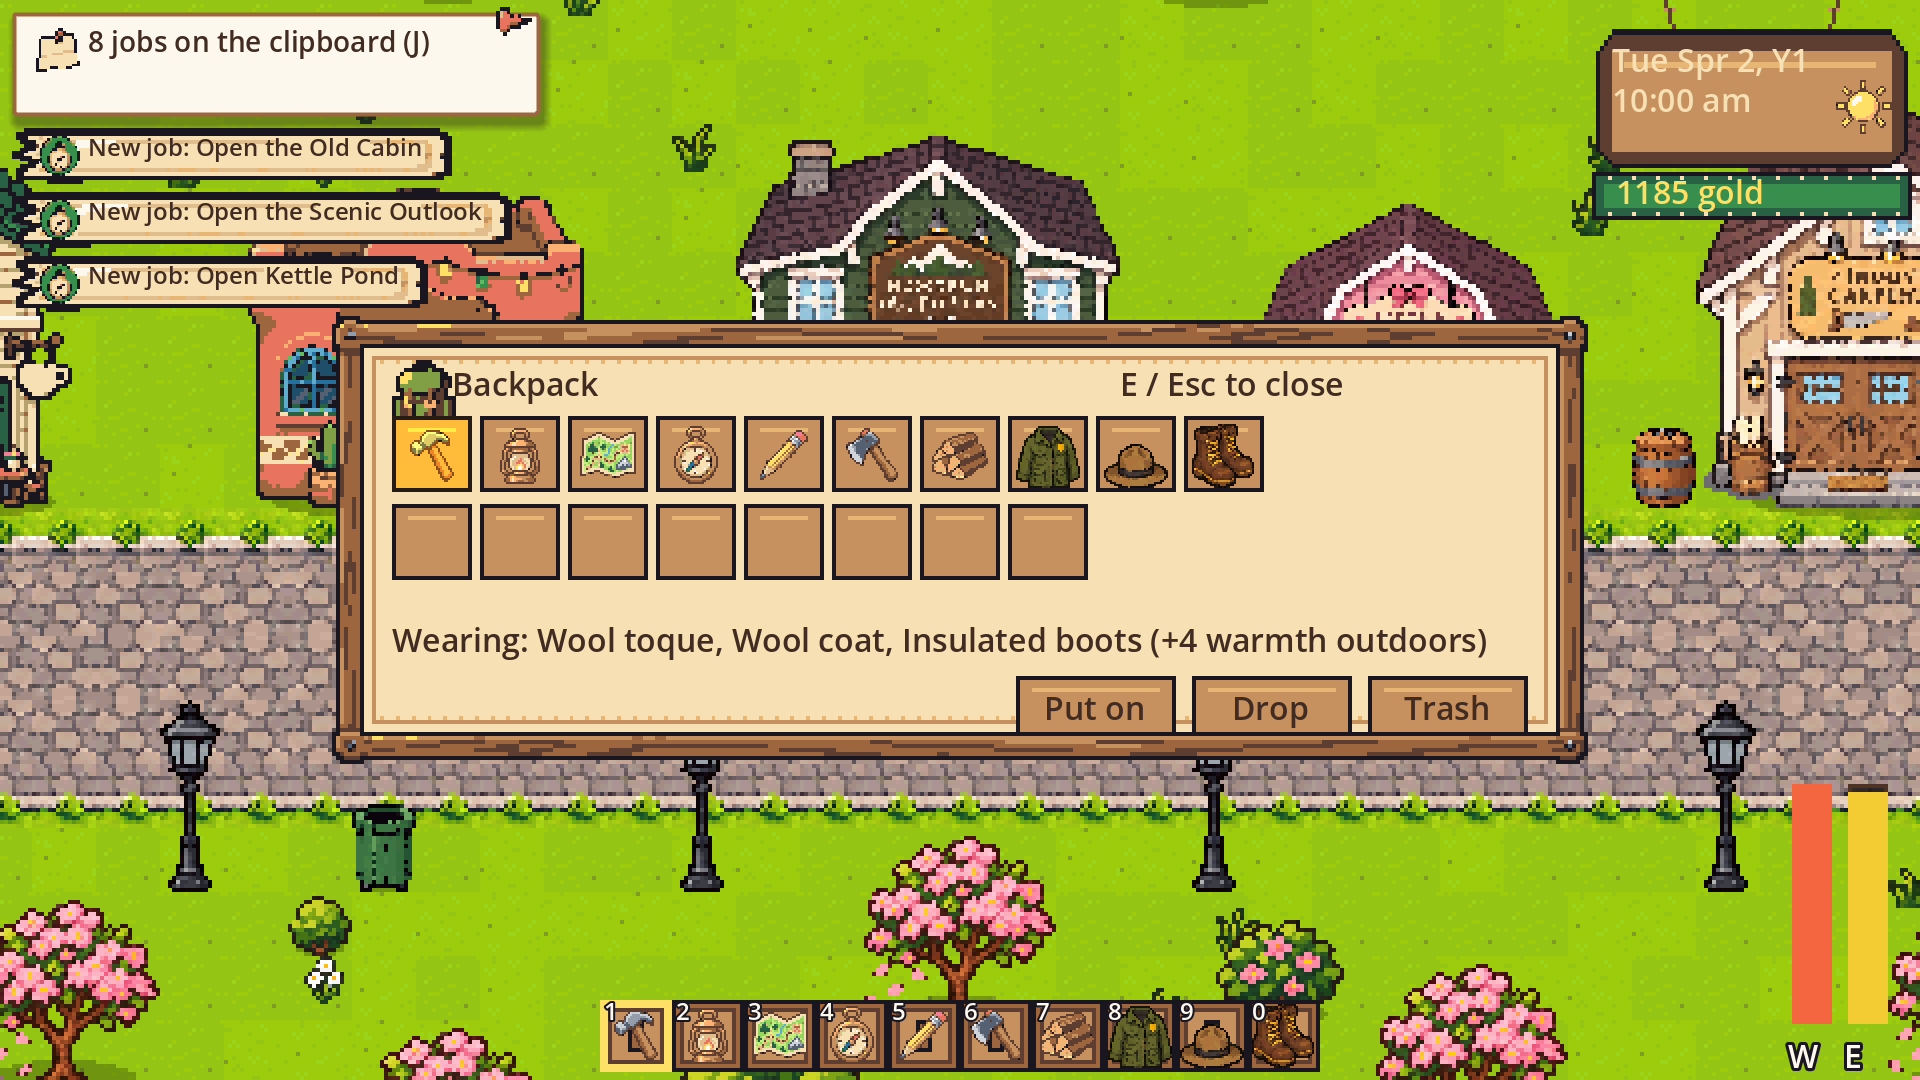 8 jobs on the clipboard (J)
Tue Spr 2, Y1
10:00 am
1185 gold
New job: Open the Old Cabin
New job: Open the Scenic Outlook
New job: Open Kettle Pond
Backpack
E / Esc to close
Wearing: Wool toque, Wool coat, Insulated boots (+4 warmth outdoors)
Put on
Drop
Trash
1 2 3 4 5 6 7 8 9 0
W E